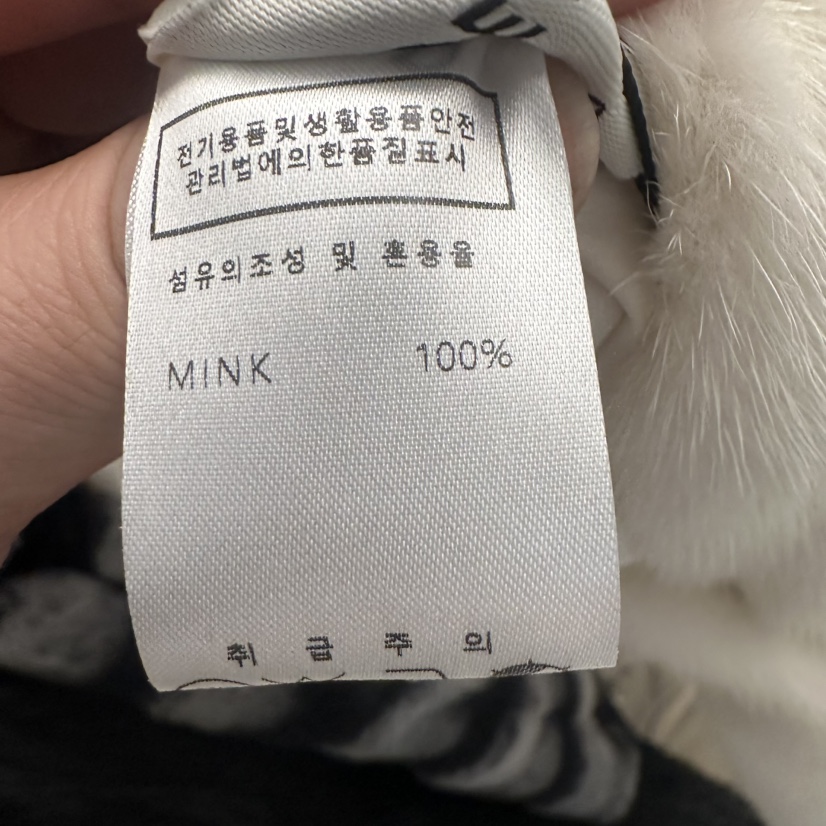 전기용품및생활용품안전
관리법에의한품질표시
섬유의조성 및 혼용율
MINK 100%
취 급 주 의